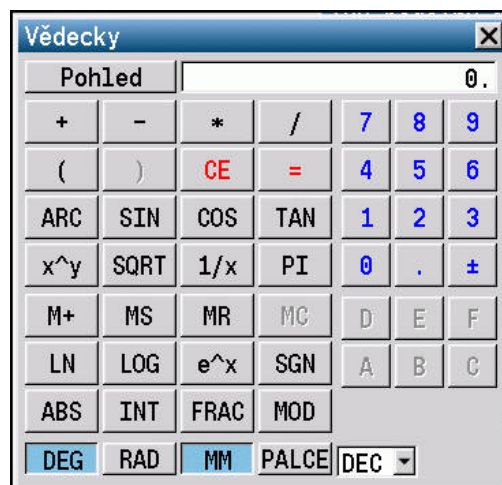 Vědecky
Pohled 0.
+ - * / 7 8 9
( ) CE = 4 5 6
ARC SIN COS TAN 1 2 3
x^y SQRT 1/x PI 0 . ±
M+ MS MR MC D E F
LN LOG e^x SGN A B C
ABS INT FRAC MOD
DEG RAD MM PALCE DEC